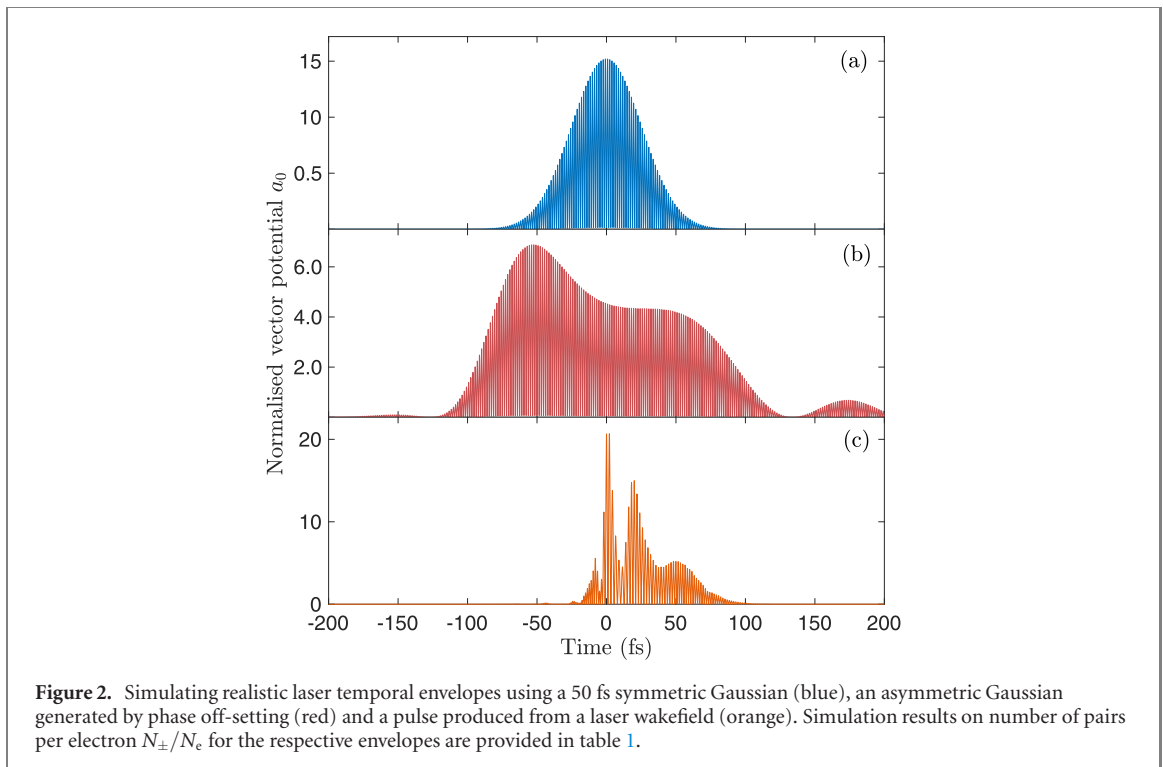 (a)
15
10
0.5
(b)
6.0
4.0
2.0
(c)
20
10
0
-200 -150 -100 -50 0 50 100 150 200
Time (fs)
Normalised vector potential a₀
Figure 2. Simulating realistic laser temporal envelopes using a 50 fs symmetric Gaussian (blue), an asymmetric Gaussian
generated by phase off-setting (red) and a pulse produced from a laser wakefield (orange). Simulation results on number of pairs
per electron N±/Nₑ for the respective envelopes are provided in table 1.